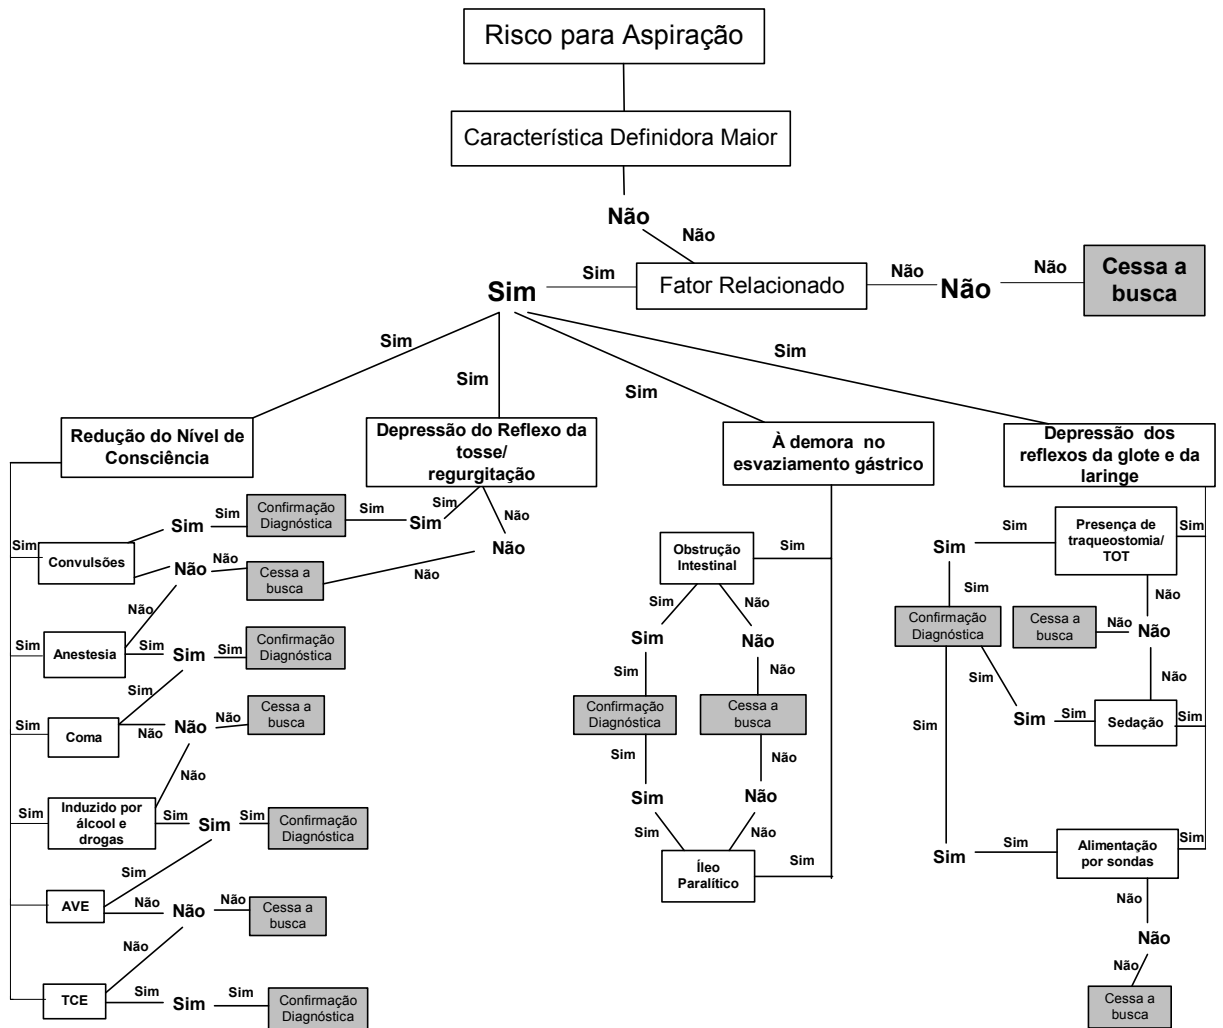 Risco para Aspiração
Característica Definidora Maior
Não
Não
Sim
Fator Relacionado
Não
Não
Não
Cessa a
busca
Sim
Sim
Sim
Sim
Sim
Redução do Nível de
Consciência
Depressão do Reflexo da
tosse/
regurgitação
À demora no
esvaziamento gástrico
Depressão dos
reflexos da glote e da
laringe
Sim
Convulsões
Sim
Sim
Confirmação
Diagnóstica
Sim
Sim
Sim
Não
Não
Não
Não
Não
Cessa a
busca
Não
Sim
Anestesia
Sim
Sim
Sim
Confirmação
Diagnóstica
Sim
Sim
Coma
Não
Não
Não
Cessa a
busca
Não
Sim
Induzido por
álcool e
drogas
Sim
Sim
Sim
Confirmação
Diagnóstica
Sim
AVE
Não
Não
Não
Cessa a
busca
Não
TCE
Sim
Sim
Sim
Confirmação
Diagnóstica
Obstrução
Intestinal
Sim
Sim
Não
Sim
Não
Sim
Não
Confirmação
Diagnóstica
Cessa a
busca
Sim
Não
Sim
Não
Sim
Não
Íleo
Paralítico
Sim
Sim
Sim
Presença de
traqueostomia/
TOT
Sim
Sim
Não
Confirmação
Diagnóstica
Cessa a
busca
Não
Não
Sim
Não
Sim
Sim
Sim
Sedação
Sim
Sim
Sim
Alimentação
por sondas
Sim
Não
Não
Não
Cessa a
busca